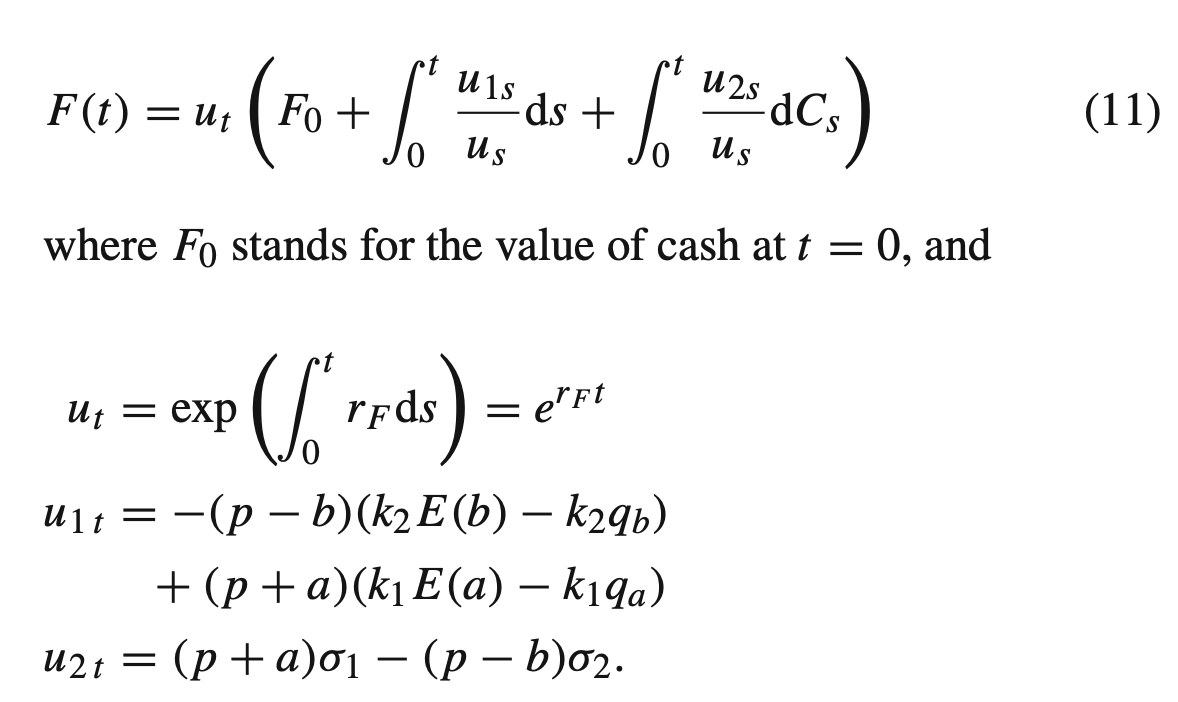 F(t) = u_t ( F_0 + ∫_0^t u_{1s}/u_s ds + ∫_0^t u_{2s}/u_s dC_s ) (11)
where F_0 stands for the value of cash at t = 0, and
u_t = exp ( ∫_0^t r_F ds ) = e^{r_F t}
u_{1t} = −(p − b)(k_2 E(b) − k_2 q_b)
+ (p + a)(k_1 E(a) − k_1 q_a)
u_{2t} = (p + a)σ_1 − (p − b)σ_2.